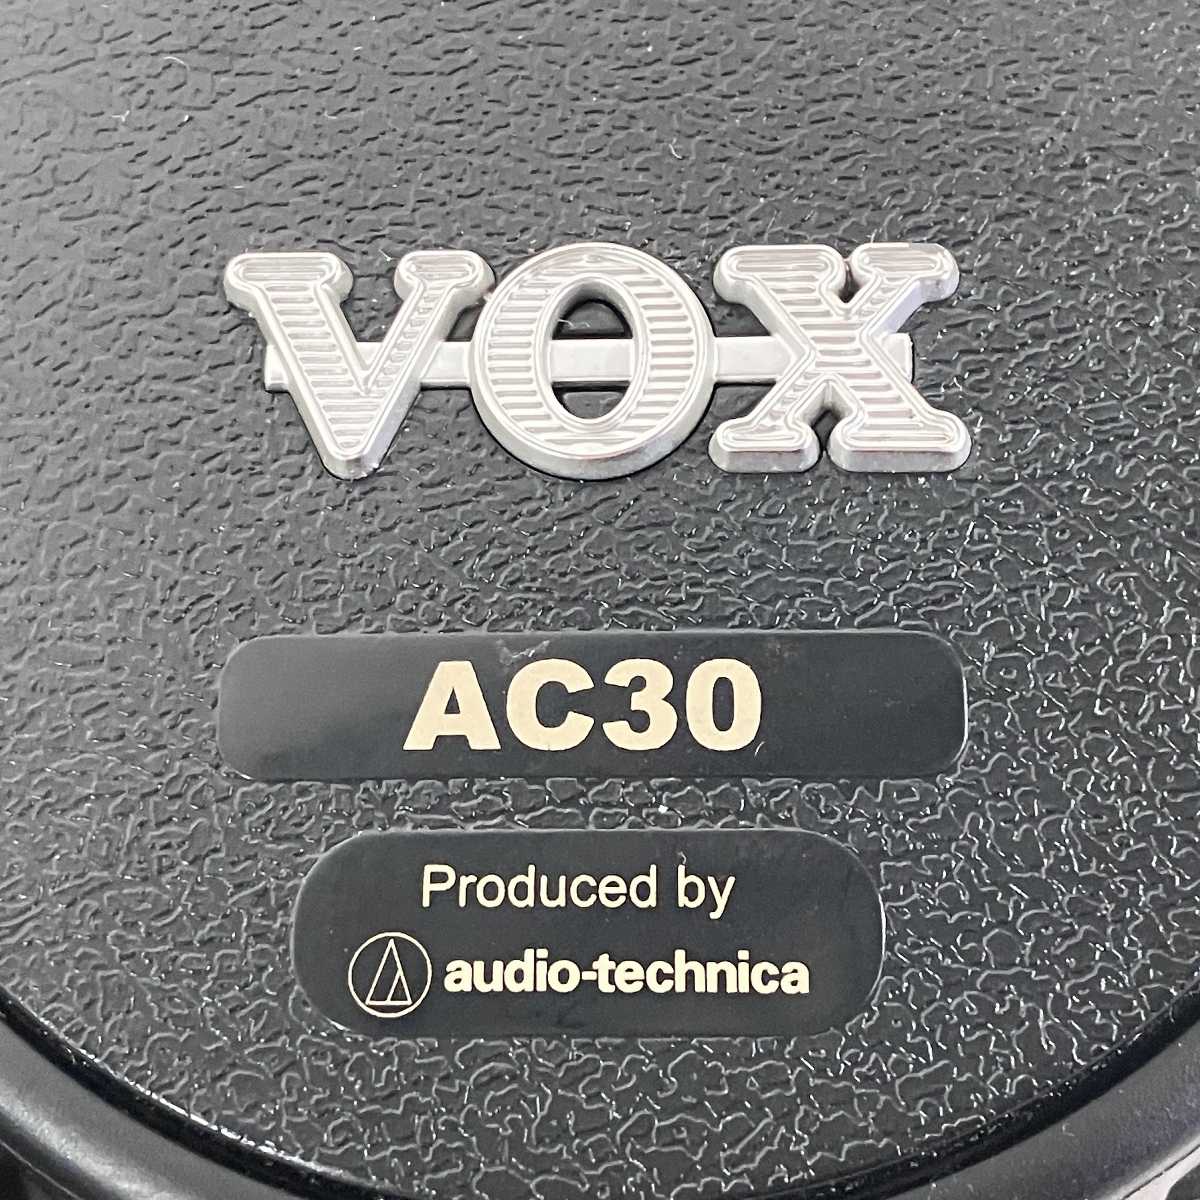 VOX
AC30
Produced by
audio-technica